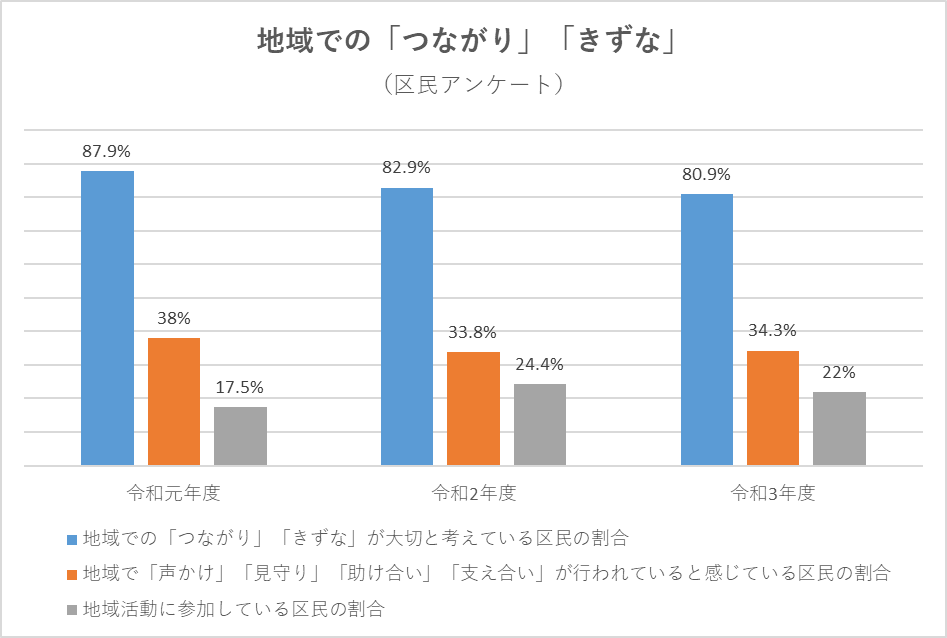 地域での「つながり」「きずな」
（区民アンケート）
87.9%
38%
17.5%
82.9%
33.8%
24.4%
80.9%
34.3%
22%
令和元年度
令和2年度
令和3年度
地域での「つながり」「きずな」が大切と考えている区民の割合
地域で「声かけ」「見守り」「助け合い」「支え合い」が行われていると感じている区民の割合
地域活動に参加している区民の割合